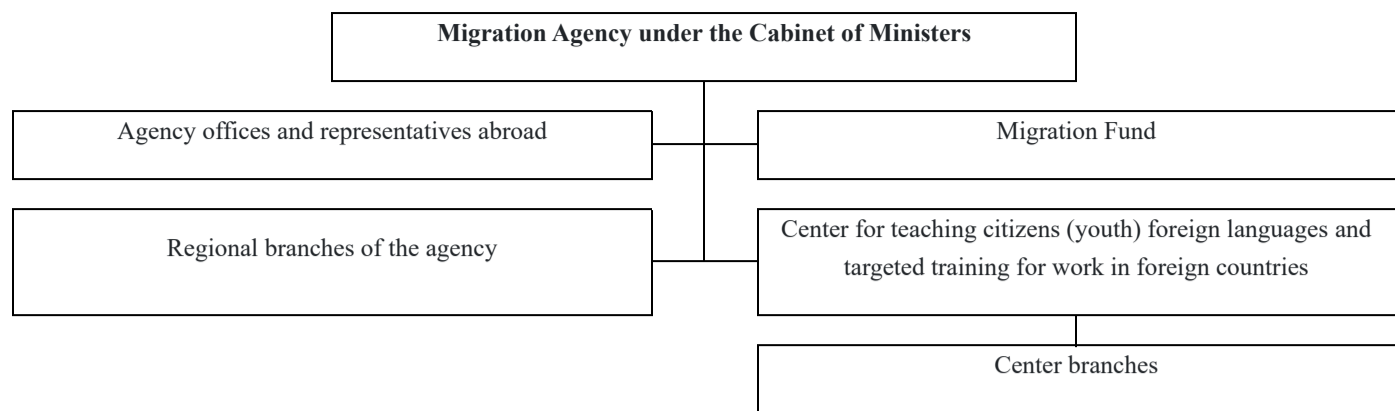 Migration Agency under the Cabinet of Ministers
Agency offices and representatives abroad
Migration Fund
Regional branches of the agency
Center for teaching citizens (youth) foreign languages and
targeted training for work in foreign countries
Center branches